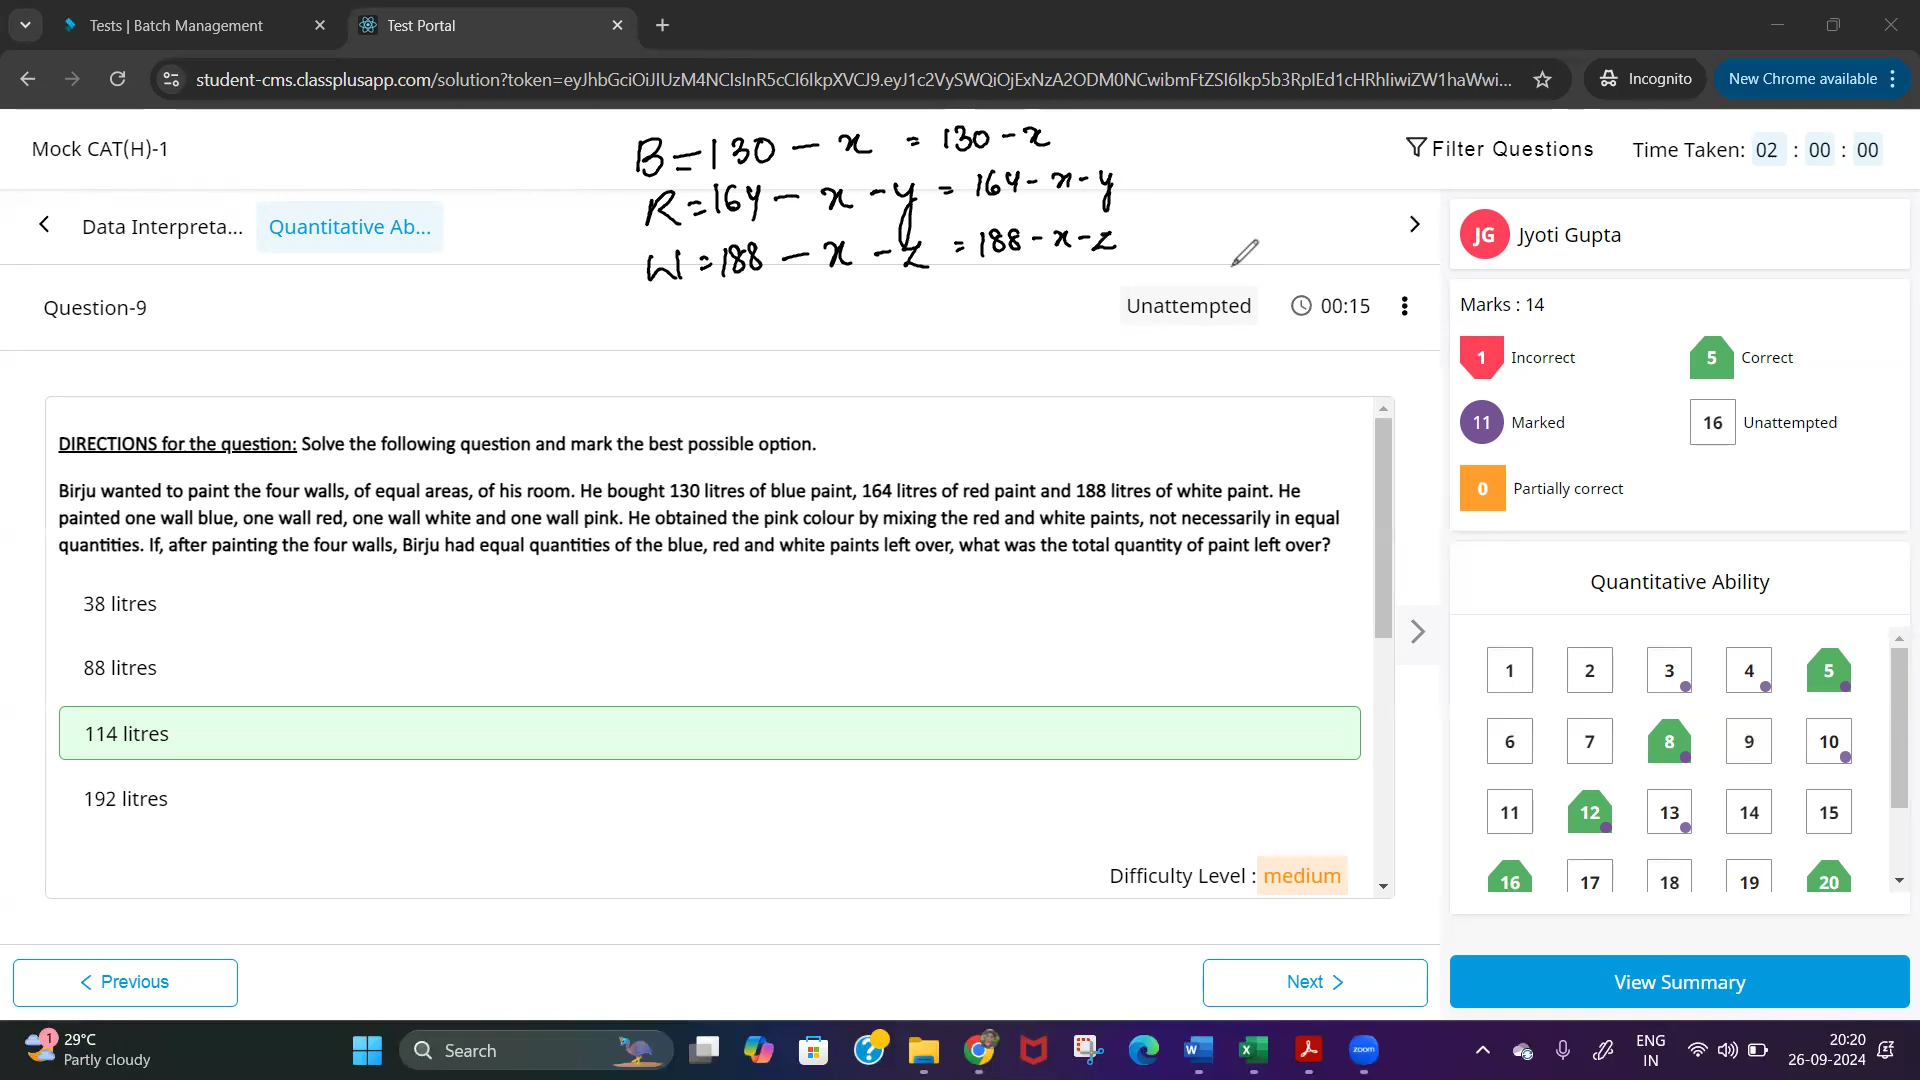 Tests | Batch Management
Test Portal
student-cms.classplusapp.com/solution?token=eyJhbGciOiJIUzM4NCIsInR5cCI6IkpXVCJ9.eyJ1c2VySWQiOjExNzA2ODM0NCwibmFtZSI6Ikp5b3RpIEd1cHRhIiwiZW1haWwi...
Incognito
New Chrome available
Mock CAT(H)-1
B = 130 - x = 130 - x
R = 164 - x - y = 164 - x - y
W = 188 - x - z = 188 - x - z
Filter Questions
Time Taken: 02 : 00 : 00
Data Interpreta...
Quantitative Ab...
JG
Jyoti Gupta
Question-9
Unattempted
00:15
Marks : 14
1 Incorrect
5 Correct
11 Marked
16 Unattempted
0 Partially correct
DIRECTIONS for the question: Solve the following question and mark the best possible option.
Birju wanted to paint the four walls, of equal areas, of his room. He bought 130 litres of blue paint, 164 litres of red paint and 188 litres of white paint. He
painted one wall blue, one wall red, one wall white and one wall pink. He obtained the pink colour by mixing the red and white paints, not necessarily in equal
quantities. If, after painting the four walls, Birju had equal quantities of the blue, red and white paints left over, what was the total quantity of paint left over?
38 litres
88 litres
114 litres
192 litres
Difficulty Level : medium
Quantitative Ability
1 2 3 4 5
6 7 8 9 10
11 12 13 14 15
16 17 18 19 20
Previous
Next
View Summary
1
29°C
Partly cloudy
Search
zoom
ENG
IN
20:20
26-09-2024